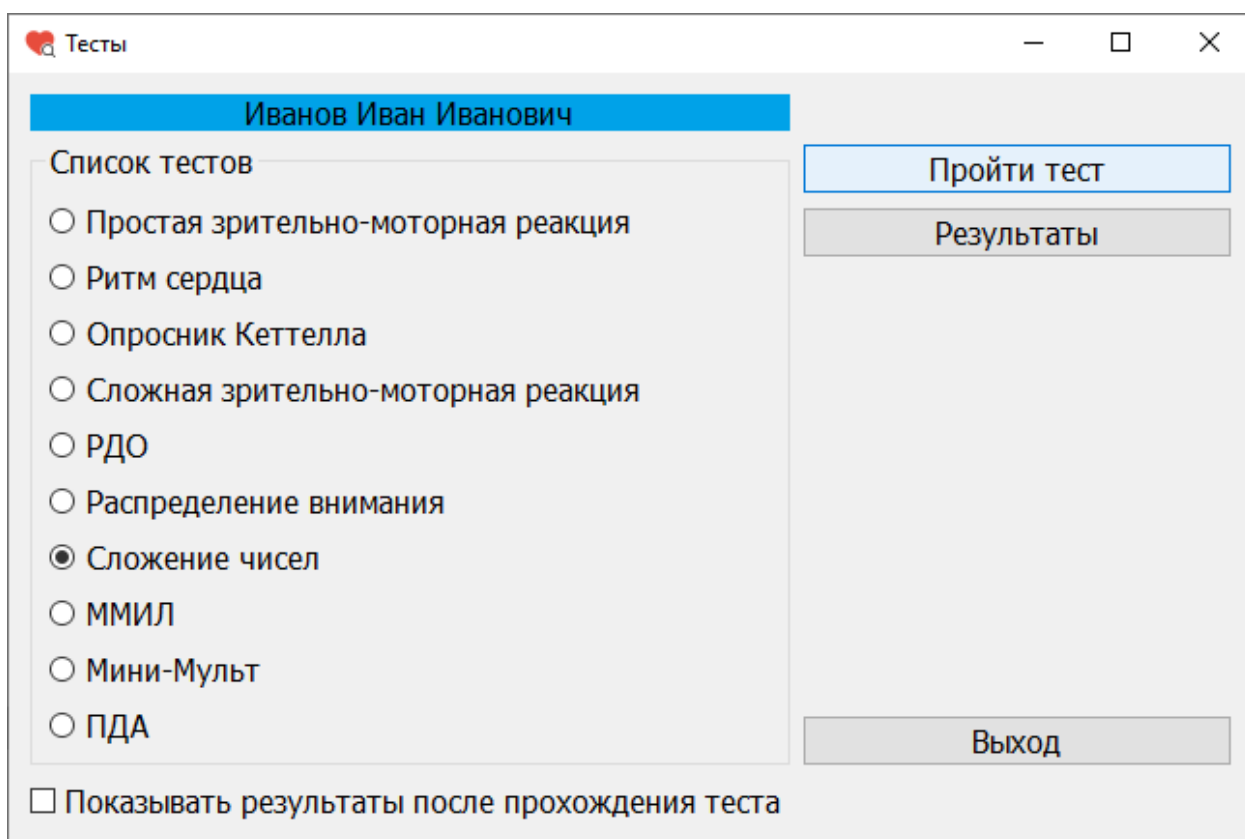 Тесты
Иванов Иван Иванович
Список тестов
Простая зрительно-моторная реакция
Ритм сердца
Опросник Кеттелла
Сложная зрительно-моторная реакция
РДО
Распределение внимания
Сложение чисел
ММИЛ
Мини-Мульт
ПДА
Показывать результаты после прохождения теста
Пройти тест
Результаты
Выход